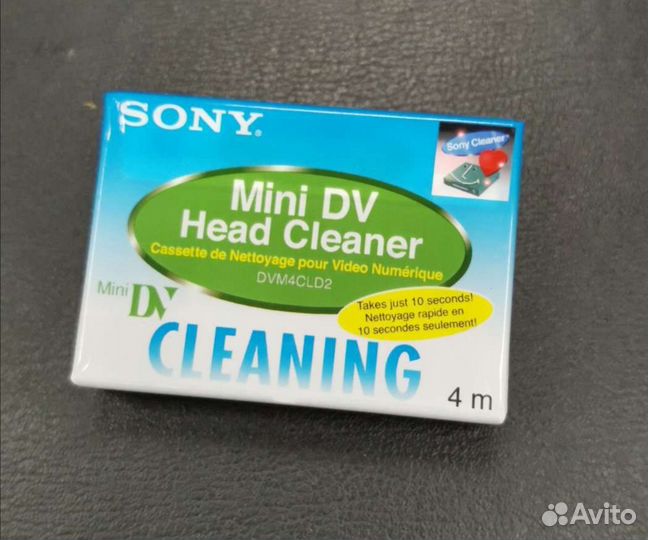 SONY®
Sony Cleaner™
Mini DV
Head Cleaner
Cassette de Nettoyage pour Video Numérique
DVM4CLD2
Mini DV
Takes just 10 seconds!
Nettoyage rapide en
10 secondes seulement!
CLEANING
4 m
Avito